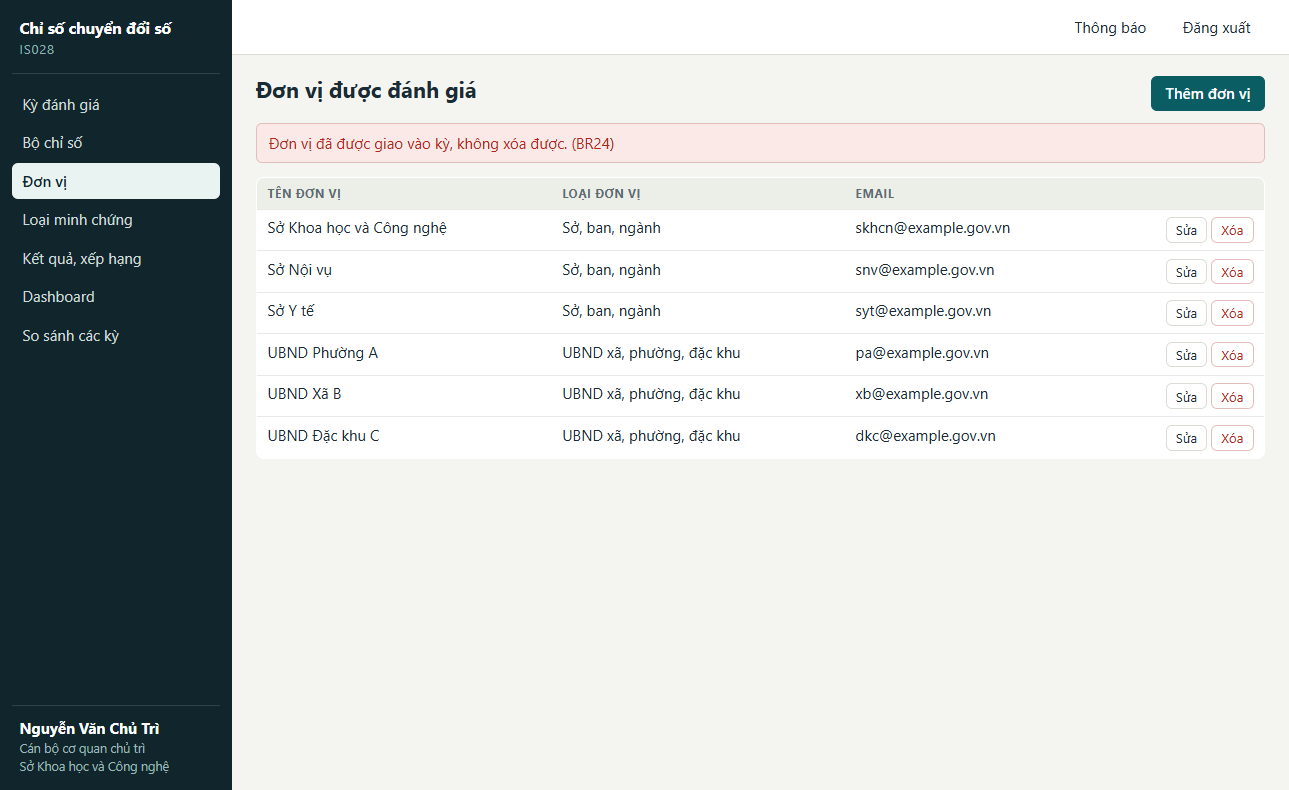 Chỉ số chuyển đổi số
IS028
Kỳ đánh giá
Bộ chỉ số
Đơn vị
Loại minh chứng
Kết quả, xếp hạng
Dashboard
So sánh các kỳ
Nguyễn Văn Chủ Trì
Cán bộ cơ quan chủ trì
Sở Khoa học và Công nghệ
Thông báo Đăng xuất
Đơn vị được đánh giá Thêm đơn vị
Đơn vị đã được giao vào kỳ, không xóa được. (BR24)
TÊN ĐƠN VỊ LOẠI ĐƠN VỊ EMAIL
Sở Khoa học và Công nghệ Sở, ban, ngành skhcn@example.gov.vn Sửa Xóa
Sở Nội vụ Sở, ban, ngành snv@example.gov.vn Sửa Xóa
Sở Y tế Sở, ban, ngành syt@example.gov.vn Sửa Xóa
UBND Phường A UBND xã, phường, đặc khu pa@example.gov.vn Sửa Xóa
UBND Xã B UBND xã, phường, đặc khu xb@example.gov.vn Sửa Xóa
UBND Đặc khu C UBND xã, phường, đặc khu dkc@example.gov.vn Sửa Xóa